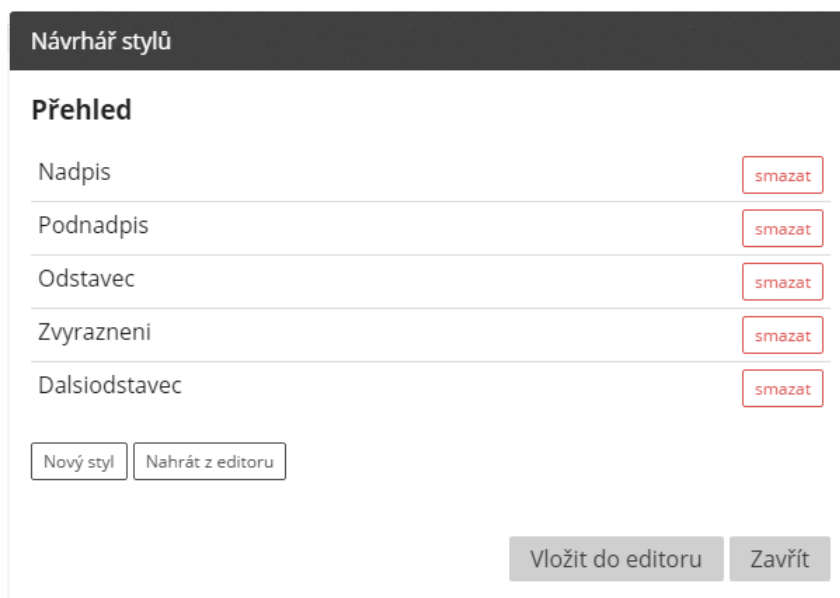 Návrhář stylů
Přehled
Nadpis smazat
Podnadpis smazat
Odstavec smazat
Zvyrazneni smazat
Dalsiodstavec smazat
Nový styl Nahrát z editoru
Vložit do editoru Zavřít